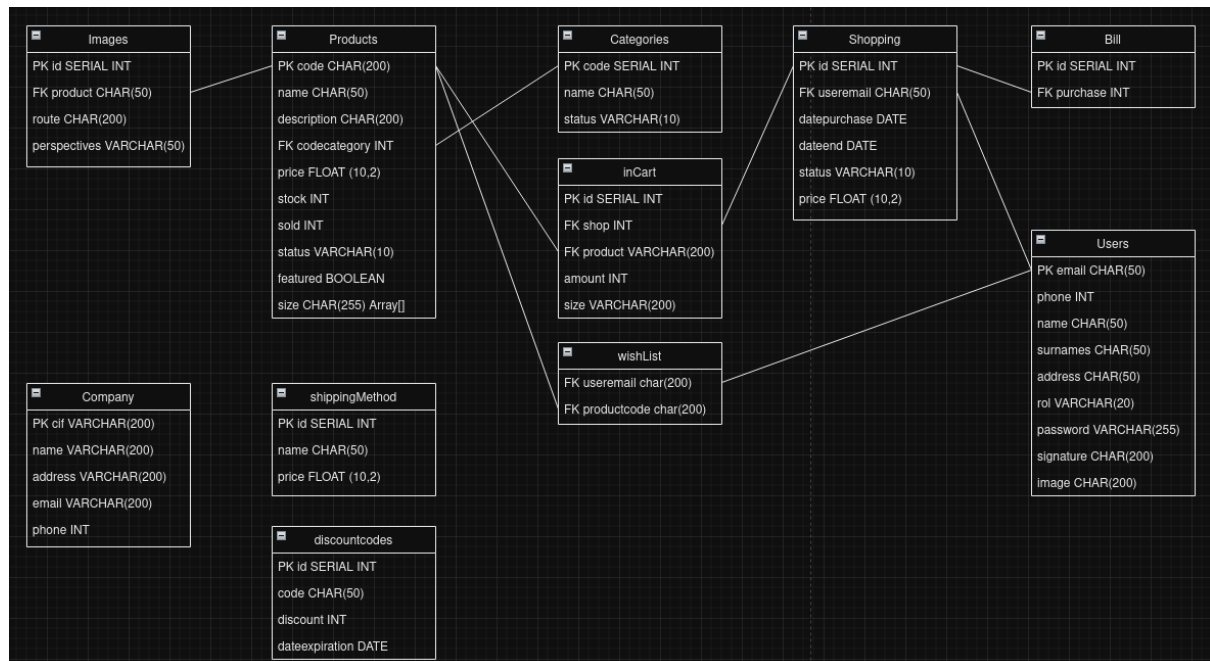 Images
PK id SERIAL INT
FK product CHAR(50)
route CHAR(200)
perspectives VARCHAR(50)
Products
PK code CHAR(200)
name CHAR(50)
description CHAR(200)
FK codecategory INT
price FLOAT (10,2)
stock INT
sold INT
status VARCHAR(10)
featured BOOLEAN
size CHAR(255) Array[]
Categories
PK code SERIAL INT
name CHAR(50)
status VARCHAR(10)
inCart
PK id SERIAL INT
FK shop INT
FK product VARCHAR(200)
amount INT
size VARCHAR(200)
wishList
FK useremail char(200)
FK productcode char(200)
Shopping
PK id SERIAL INT
FK useremail CHAR(50)
datepurchase DATE
dateend DATE
status VARCHAR(10)
price FLOAT (10,2)
Bill
PK id SERIAL INT
FK purchase INT
Users
PK email CHAR(50)
phone INT
name CHAR(50)
surnames CHAR(50)
address CHAR(50)
rol VARCHAR(20)
password VARCHAR(255)
signature CHAR(200)
image CHAR(200)
Company
PK cif VARCHAR(200)
name VARCHAR(200)
address VARCHAR(200)
email VARCHAR(200)
phone INT
shippingMethod
PK id SERIAL INT
name CHAR(50)
price FLOAT (10,2)
discountcodes
PK id SERIAL INT
code CHAR(50)
discount INT
dateexpiration DATE